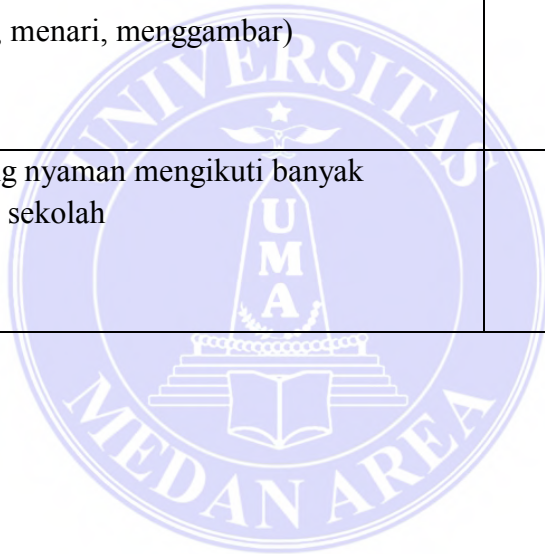 , menari, menggambar)
g nyaman mengikuti banyak
sekolah
UNIVERSITAS
UMA
MEDAN AREA